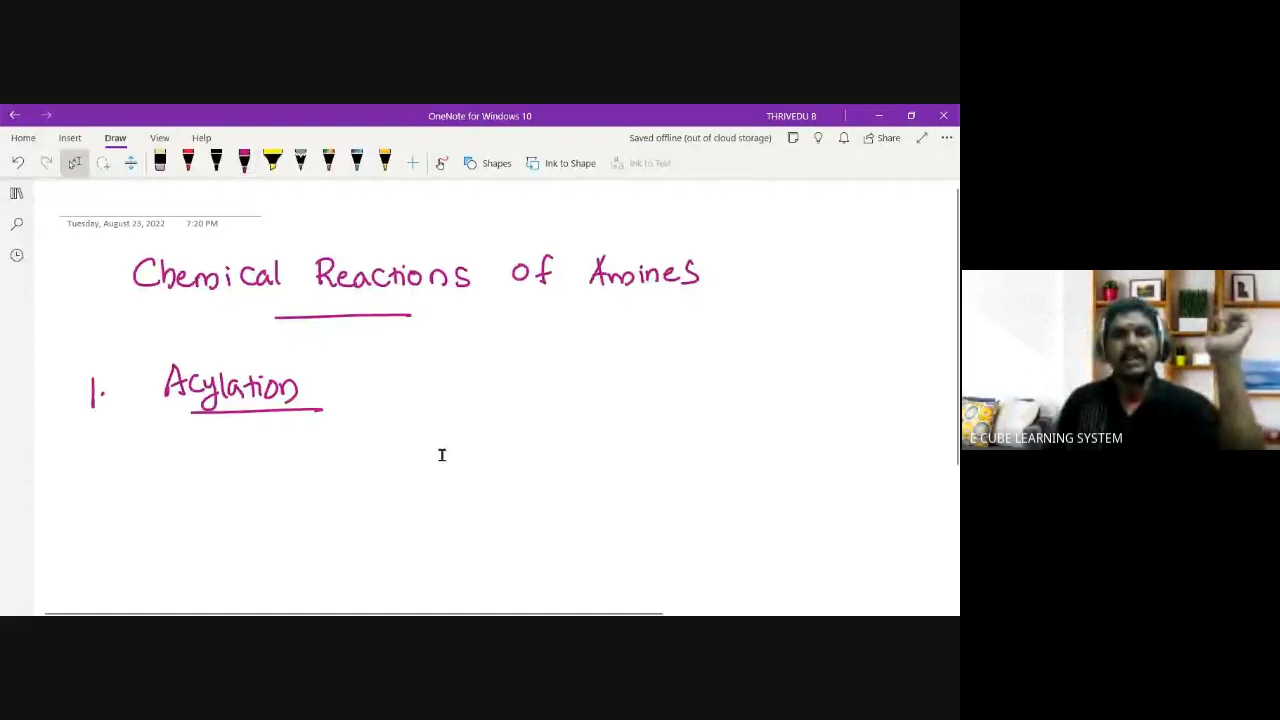 OneNote for Windows 10
THRIVEDU B
Home Insert Draw View Help
Saved offline (out of cloud storage)
Share
Shapes
Ink to Shape
Ink to Text
Tuesday, August 23, 2022 7:20 PM
Chemical Reactions of Amines
1. Acylation
E CUBE LEARNING SYSTEM